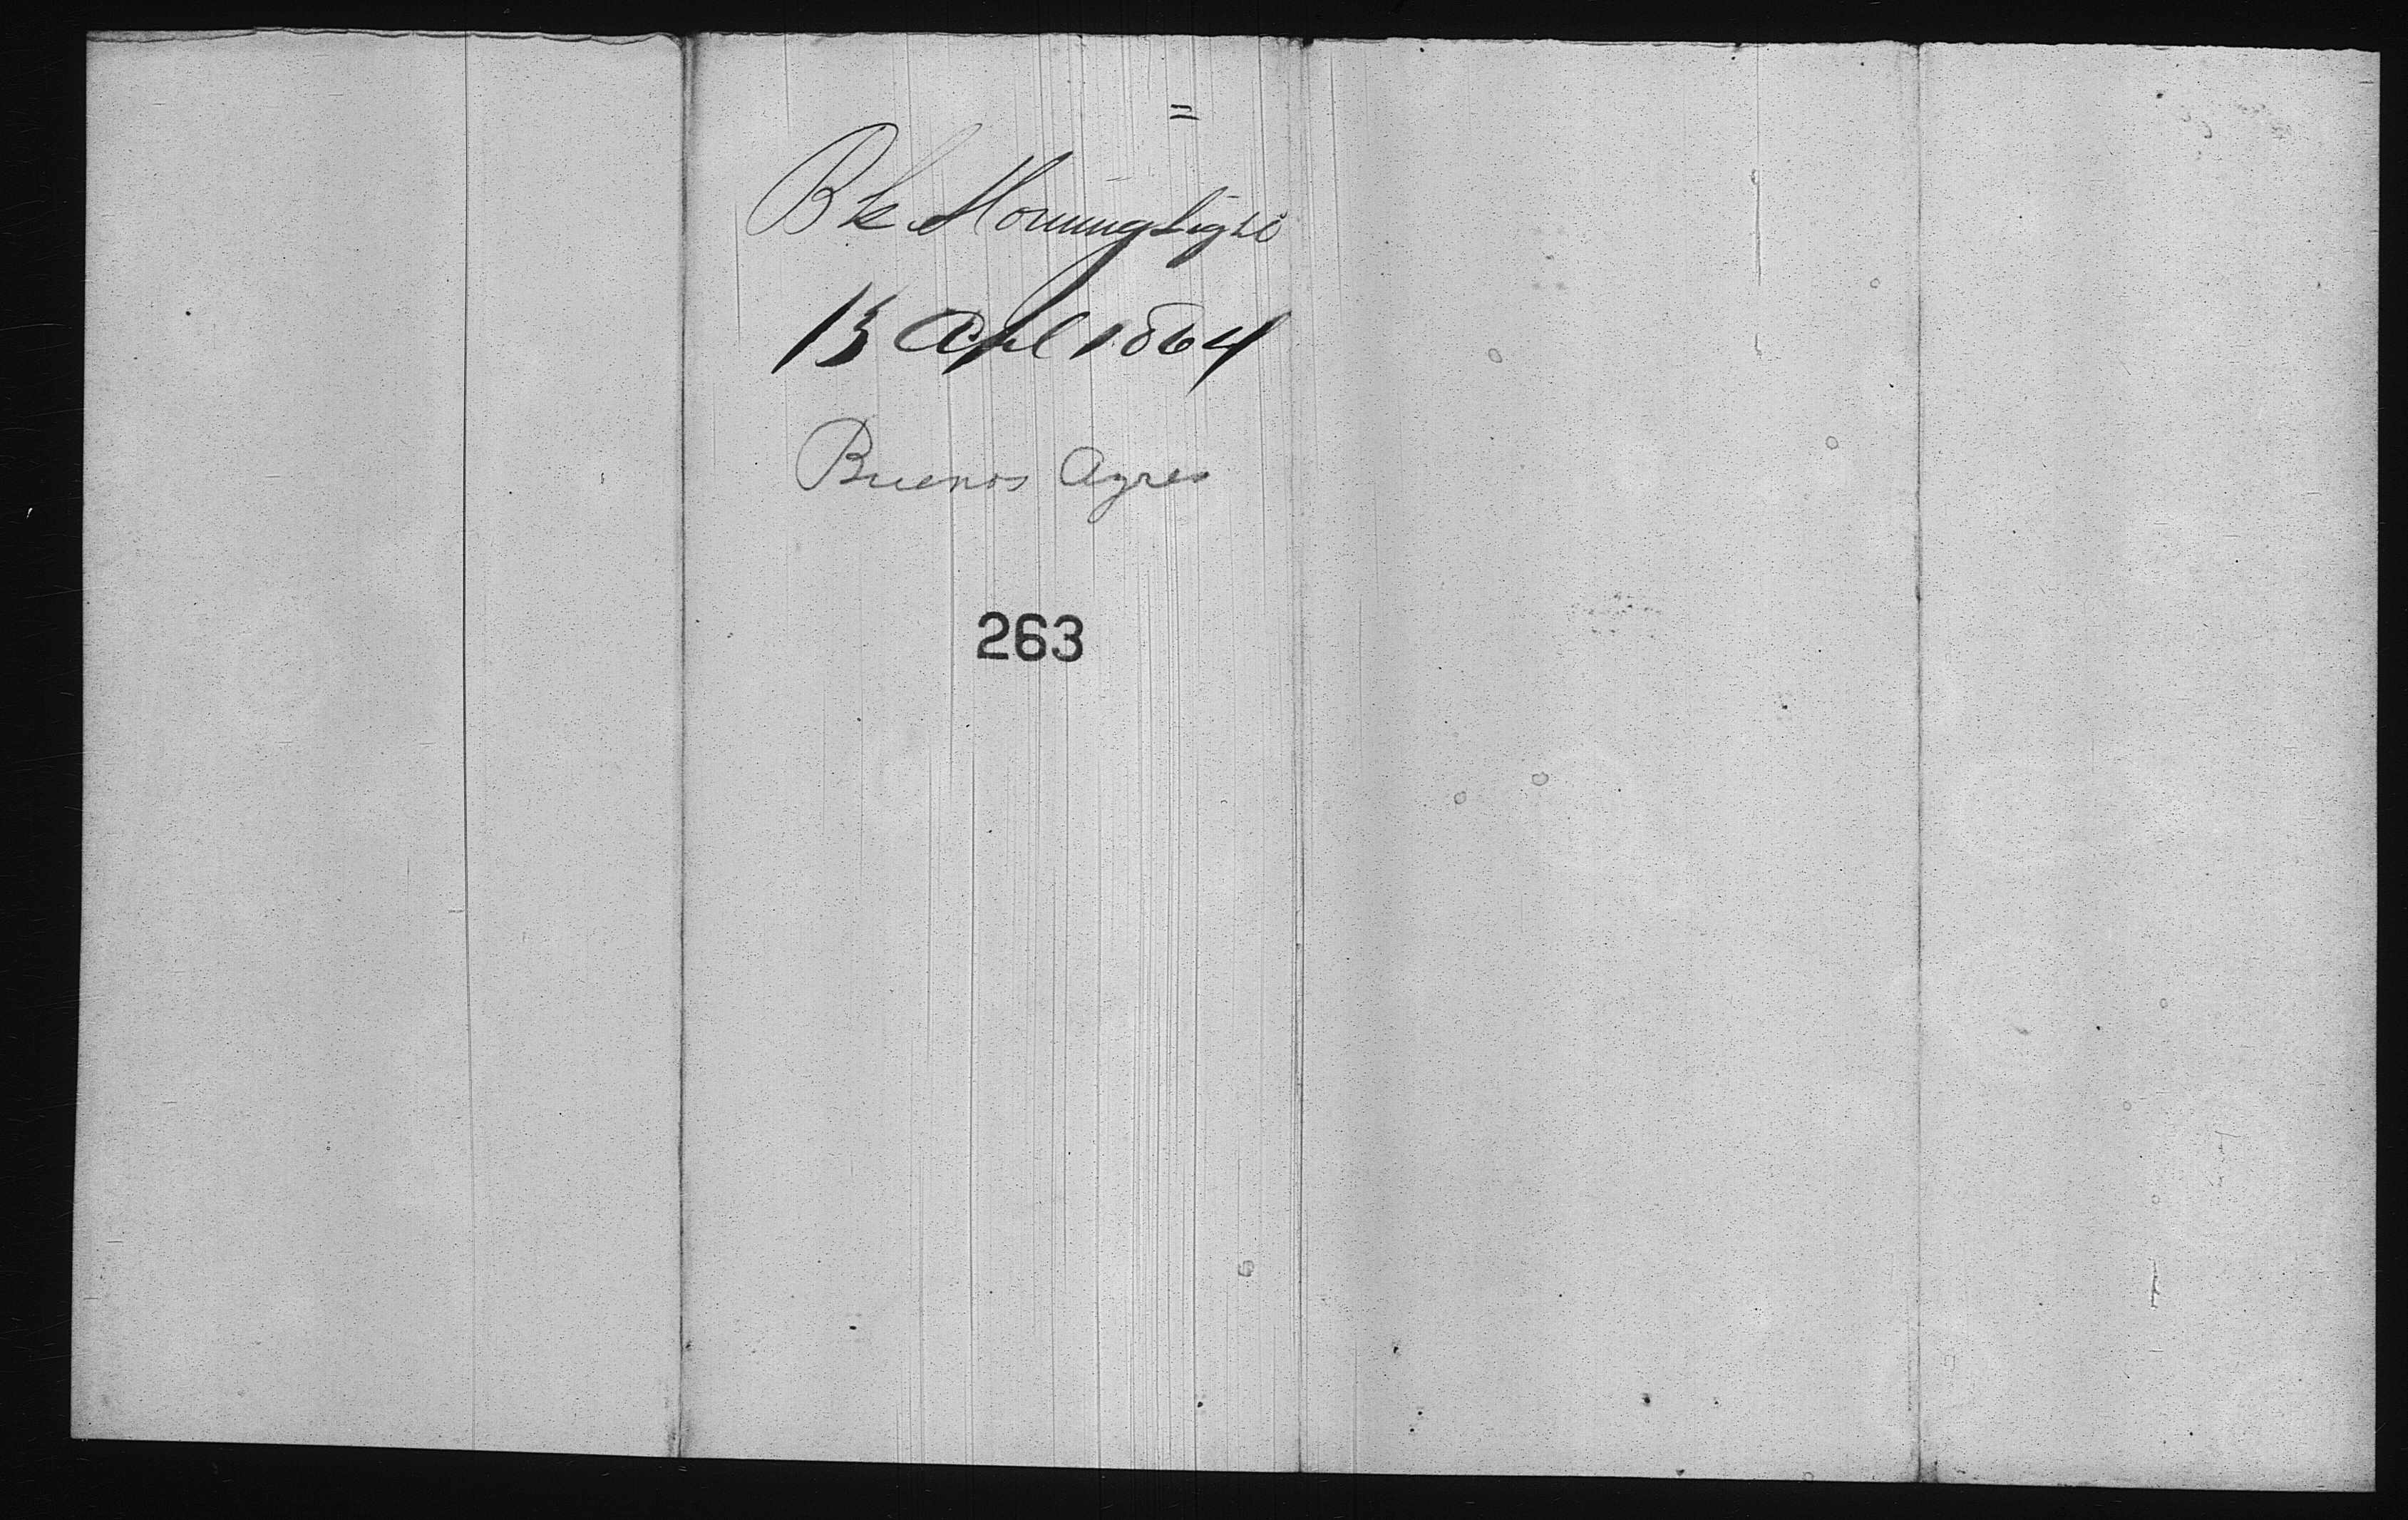 Bk Morning Light
13 Apl 1864
Buenos Ayres
263